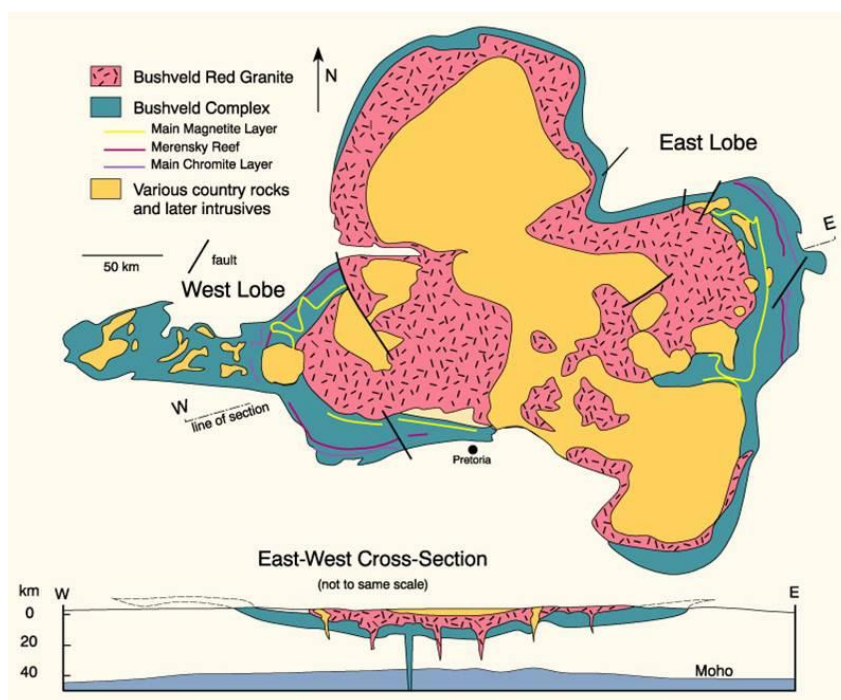 Bushveld Red Granite
N
Bushveld Complex
Main Magnetite Layer
Merensky Reef
Main Chromite Layer
Various country rocks
and later intrusives
East Lobe
E
50 km
fault
West Lobe
W
line of section
Pretoria
East-West Cross-Section
(not to same scale)
km W E
0
20
40
Moho